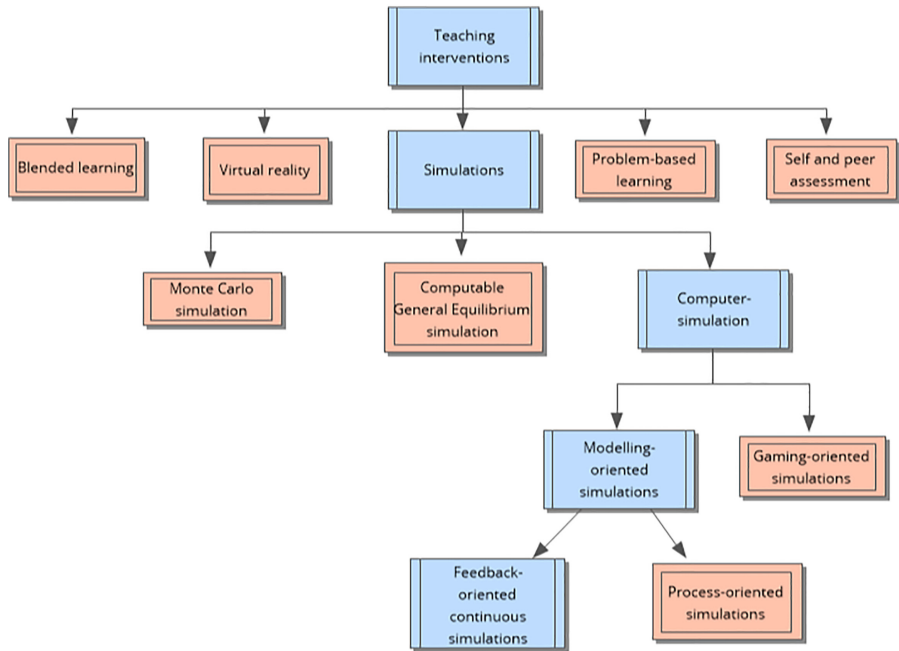 Teaching
interventions
Blended learning
Virtual reality
Simulations
Problem-based
learning
Self and peer
assessment
Monte Carlo
simulation
Computable
General Equilibrium
simulation
Computer-
simulation
Modelling-
oriented
simulations
Gaming-oriented
simulations
Feedback-
oriented
continuous
simulations
Process-oriented
simulations